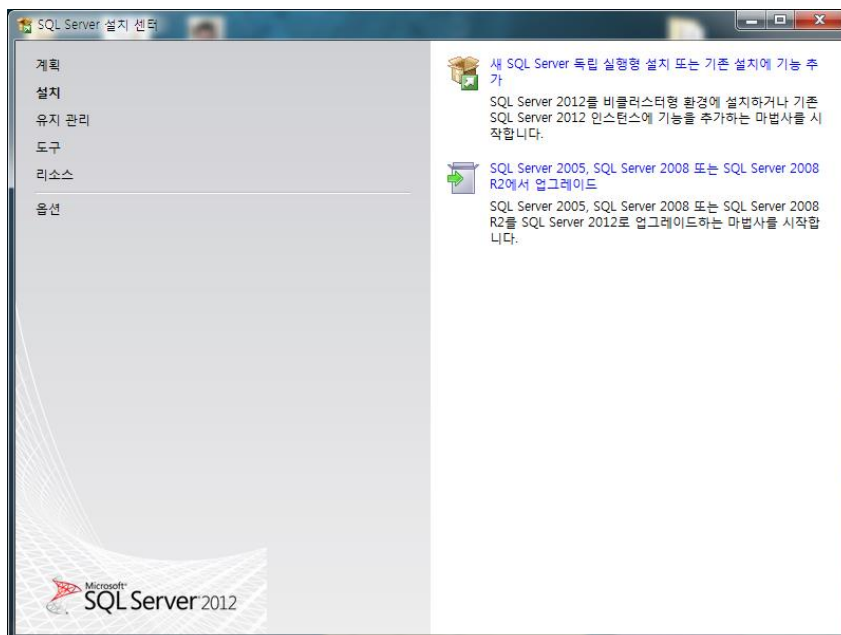 SQL Server 설치 센터
계획
설치
유지 관리
도구
리소스
옵션
새 SQL Server 독립 실행형 설치 또는 기존 설치에 기능 추
가
SQL Server 2012를 비클러스터형 환경에 설치하거나 기존
SQL Server 2012 인스턴스에 기능을 추가하는 마법사를 시
작합니다.
SQL Server 2005, SQL Server 2008 또는 SQL Server 2008
R2에서 업그레이드
SQL Server 2005, SQL Server 2008 또는 SQL Server 2008
R2를 SQL Server 2012로 업그레이드하는 마법사를 시작합
니다.
Microsoft
SQL Server 2012